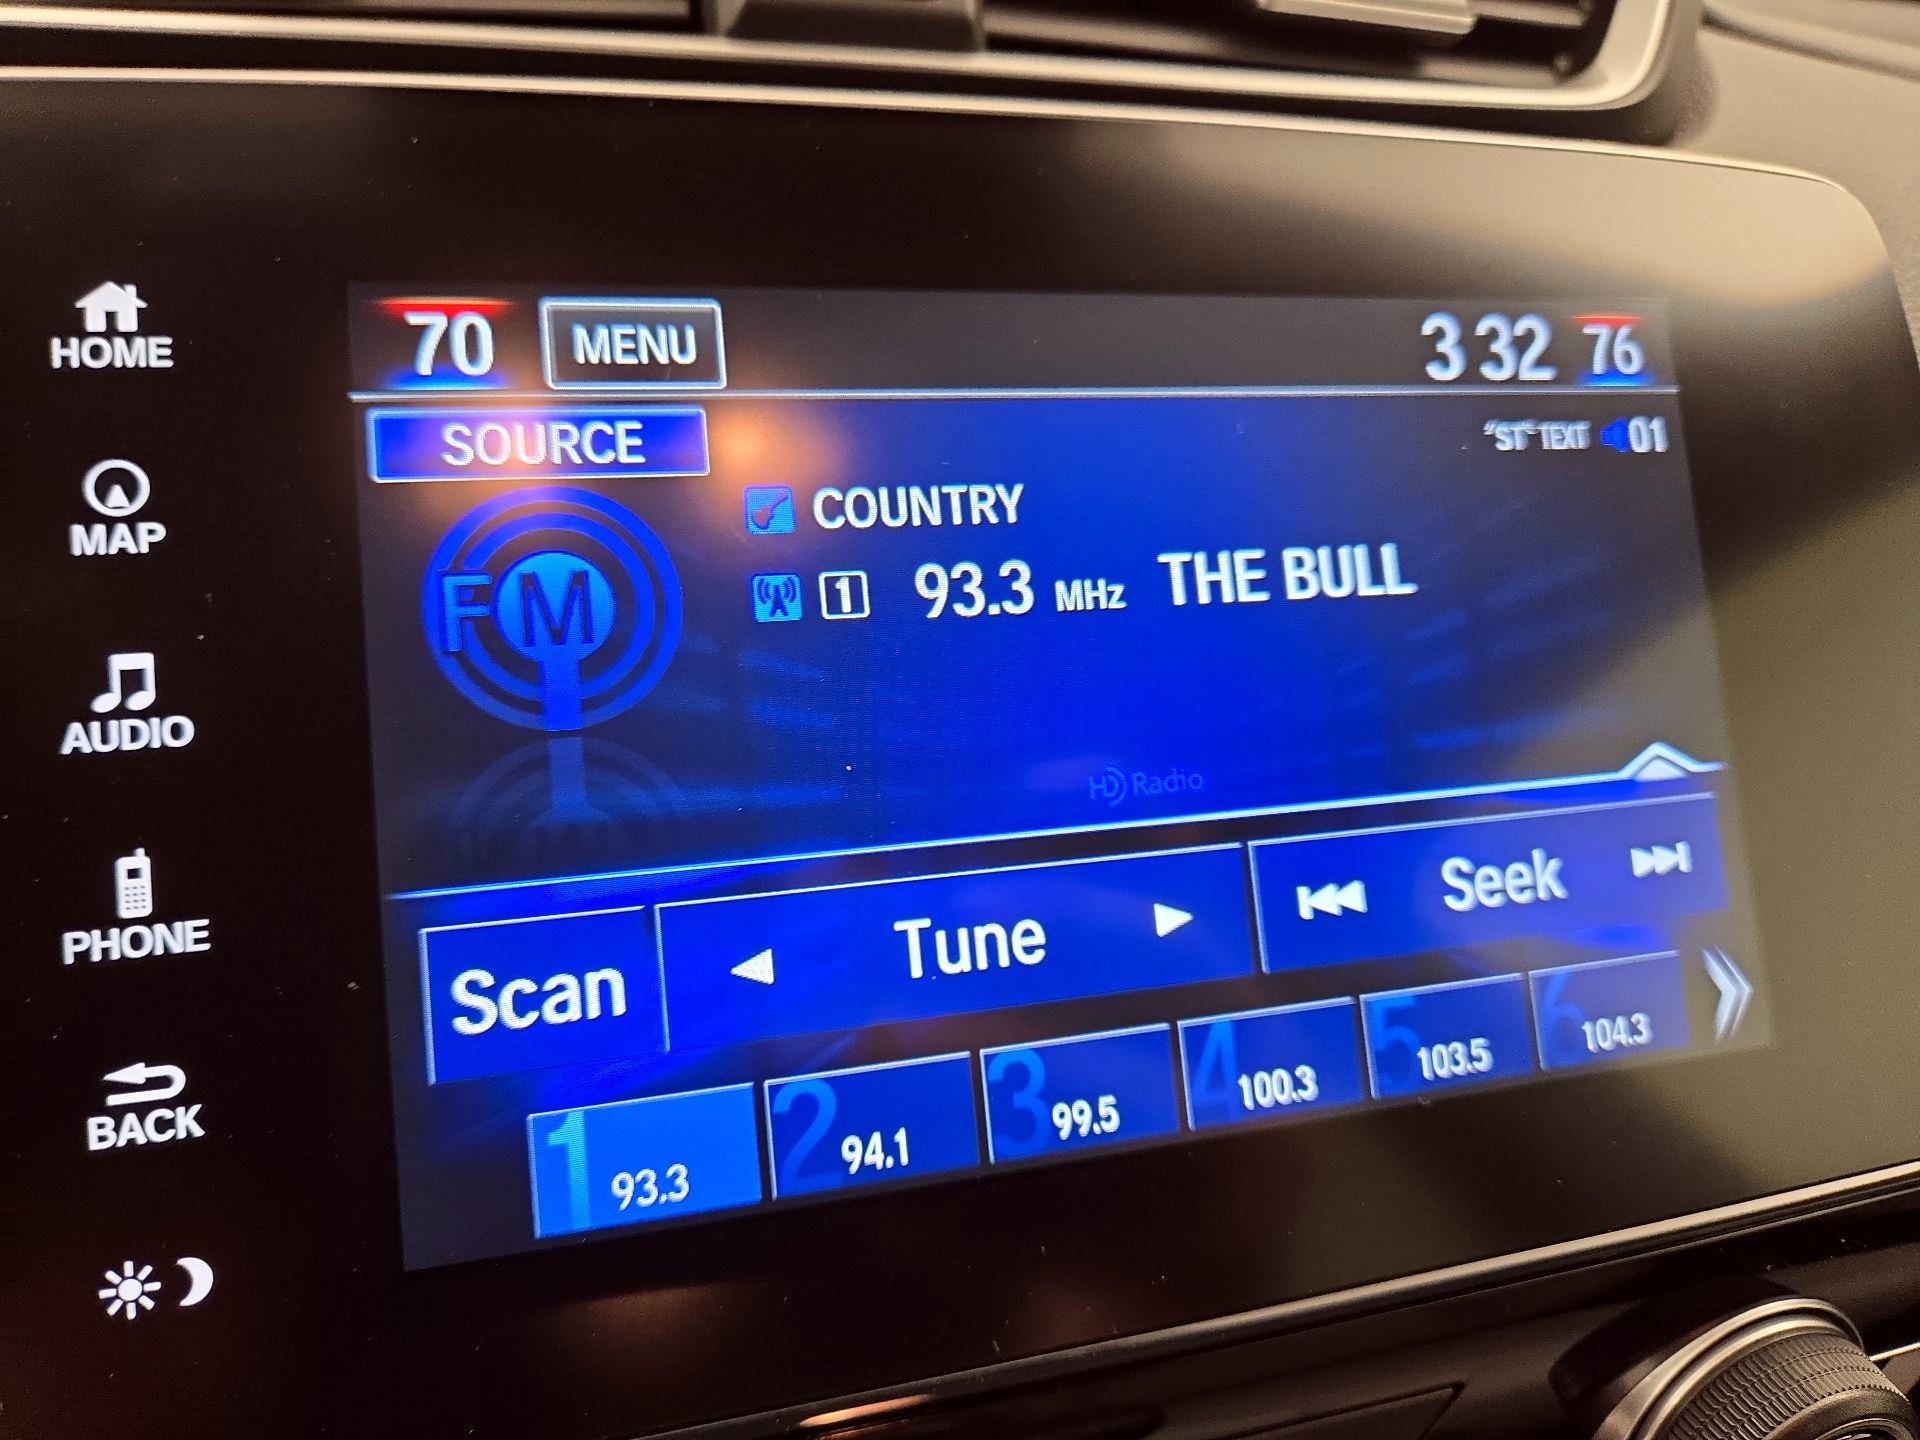 70 MENU 3 32 76
HOME
SOURCE
"ST" TEXT 01
COUNTRY
FM
1 93.3 MHz THE BULL
MAP
AUDIO
HD Radio
PHONE
Scan Tune Seek
BACK
1 93.3 2 94.1 3 99.5 4 100.3 5 103.5 6 104.3